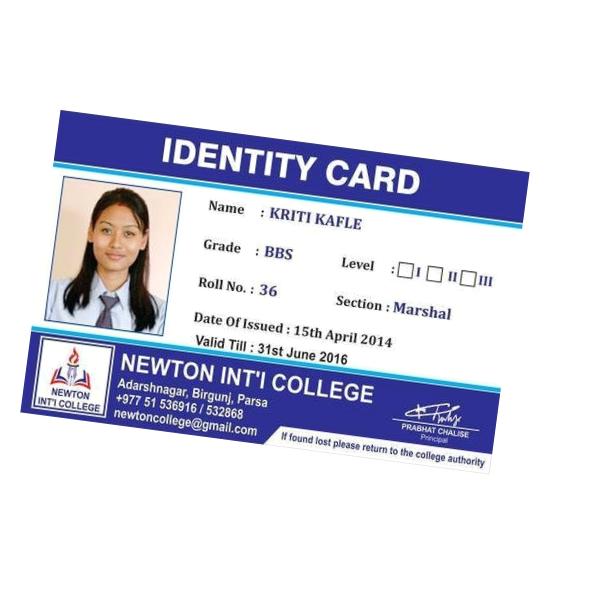 IDENTITY CARD
Name : KRITI KAFLE
Grade : BBS
Level : I II III
Roll No. : 36
Section : Marshal
Date Of Issued : 15th April 2014
Valid Till : 31st June 2016
NEWTON INT'I COLLEGE
NEWTON INT'I COLLEGE
Adarshnagar, Birgunj, Parsa
+977 51 536916 / 532868
newtoncollege@gmail.com
PRABHAT CHALISE
Principal
If found lost please return to the college authority